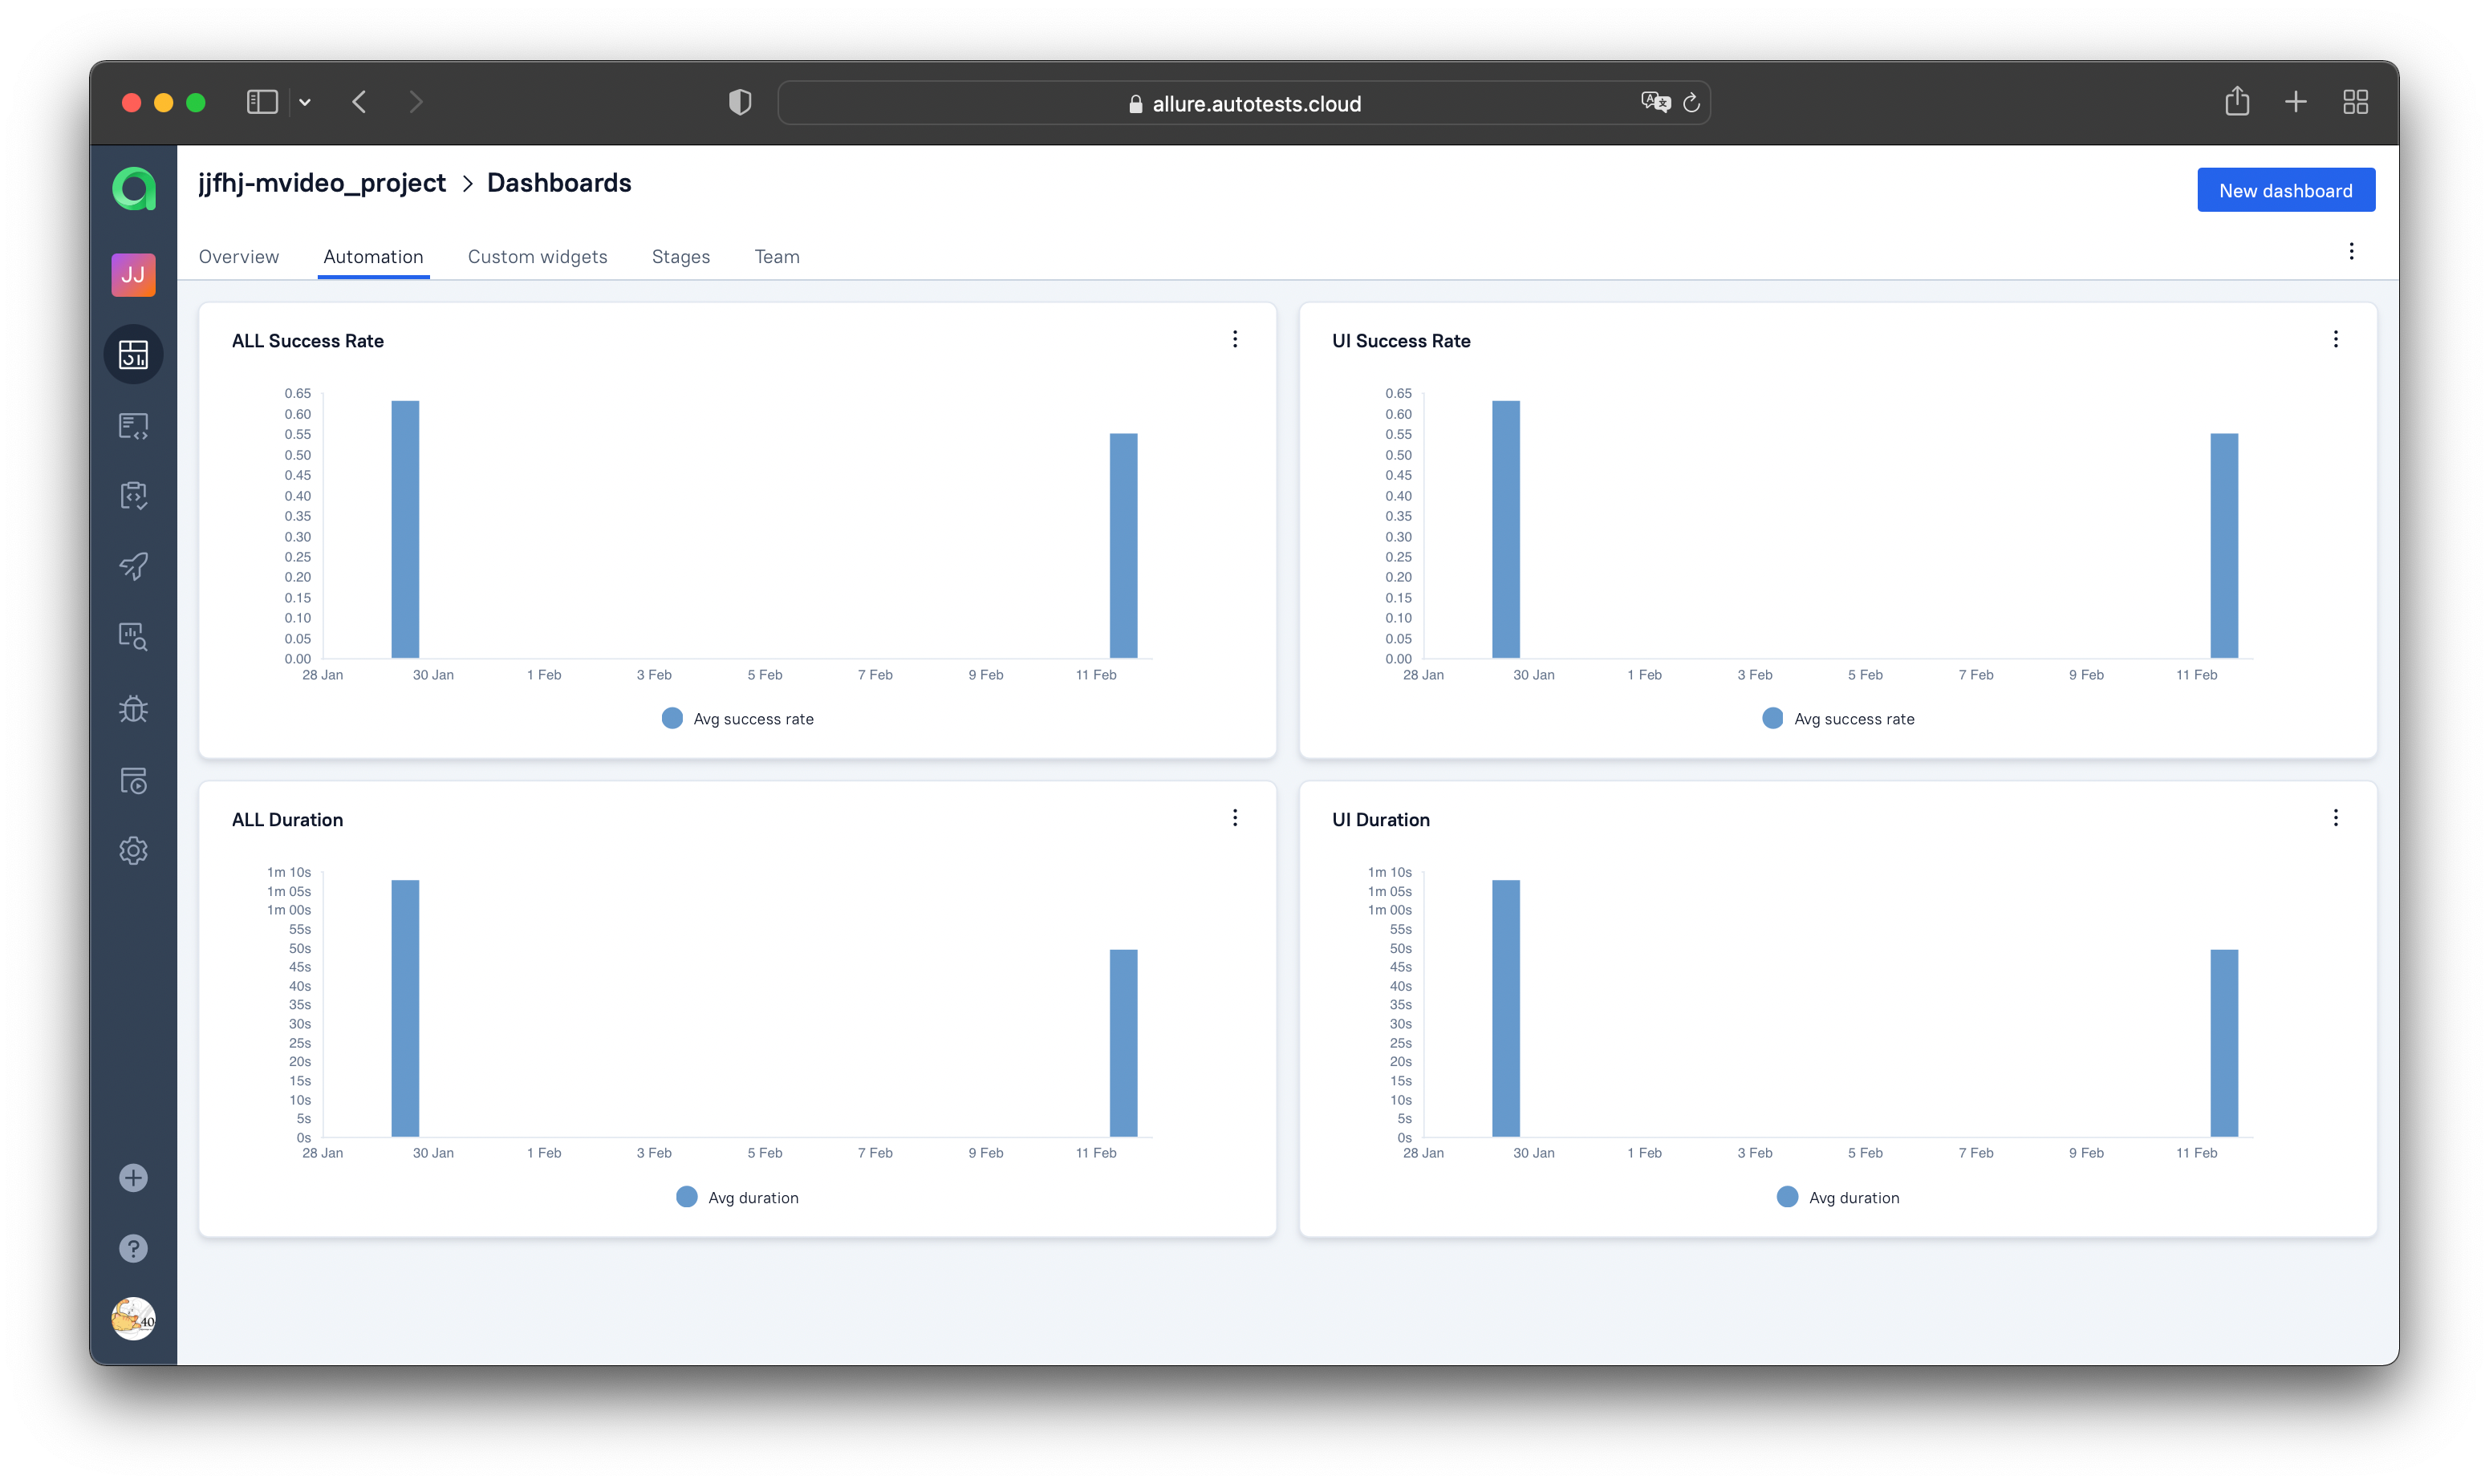 allure.autotests.cloud
jjfhj-mvideo_project > Dashboards
New dashboard
Overview Automation Custom widgets Stages Team
JJ
ALL Success Rate
0.65
0.60
0.55
0.50
0.45
0.40
0.35
0.30
0.25
0.20
0.15
0.10
0.05
0.00
28 Jan 30 Jan 1 Feb 3 Feb 5 Feb 7 Feb 9 Feb 11 Feb
Avg success rate
UI Success Rate
0.65
0.60
0.55
0.50
0.45
0.40
0.35
0.30
0.25
0.20
0.15
0.10
0.05
0.00
28 Jan 30 Jan 1 Feb 3 Feb 5 Feb 7 Feb 9 Feb 11 Feb
Avg success rate
ALL Duration
1m 10s
1m 05s
1m 00s
55s
50s
45s
40s
35s
30s
25s
20s
15s
10s
5s
0s
28 Jan 30 Jan 1 Feb 3 Feb 5 Feb 7 Feb 9 Feb 11 Feb
Avg duration
UI Duration
1m 10s
1m 05s
1m 00s
55s
50s
45s
40s
35s
30s
25s
20s
15s
10s
5s
0s
28 Jan 30 Jan 1 Feb 3 Feb 5 Feb 7 Feb 9 Feb 11 Feb
Avg duration
40